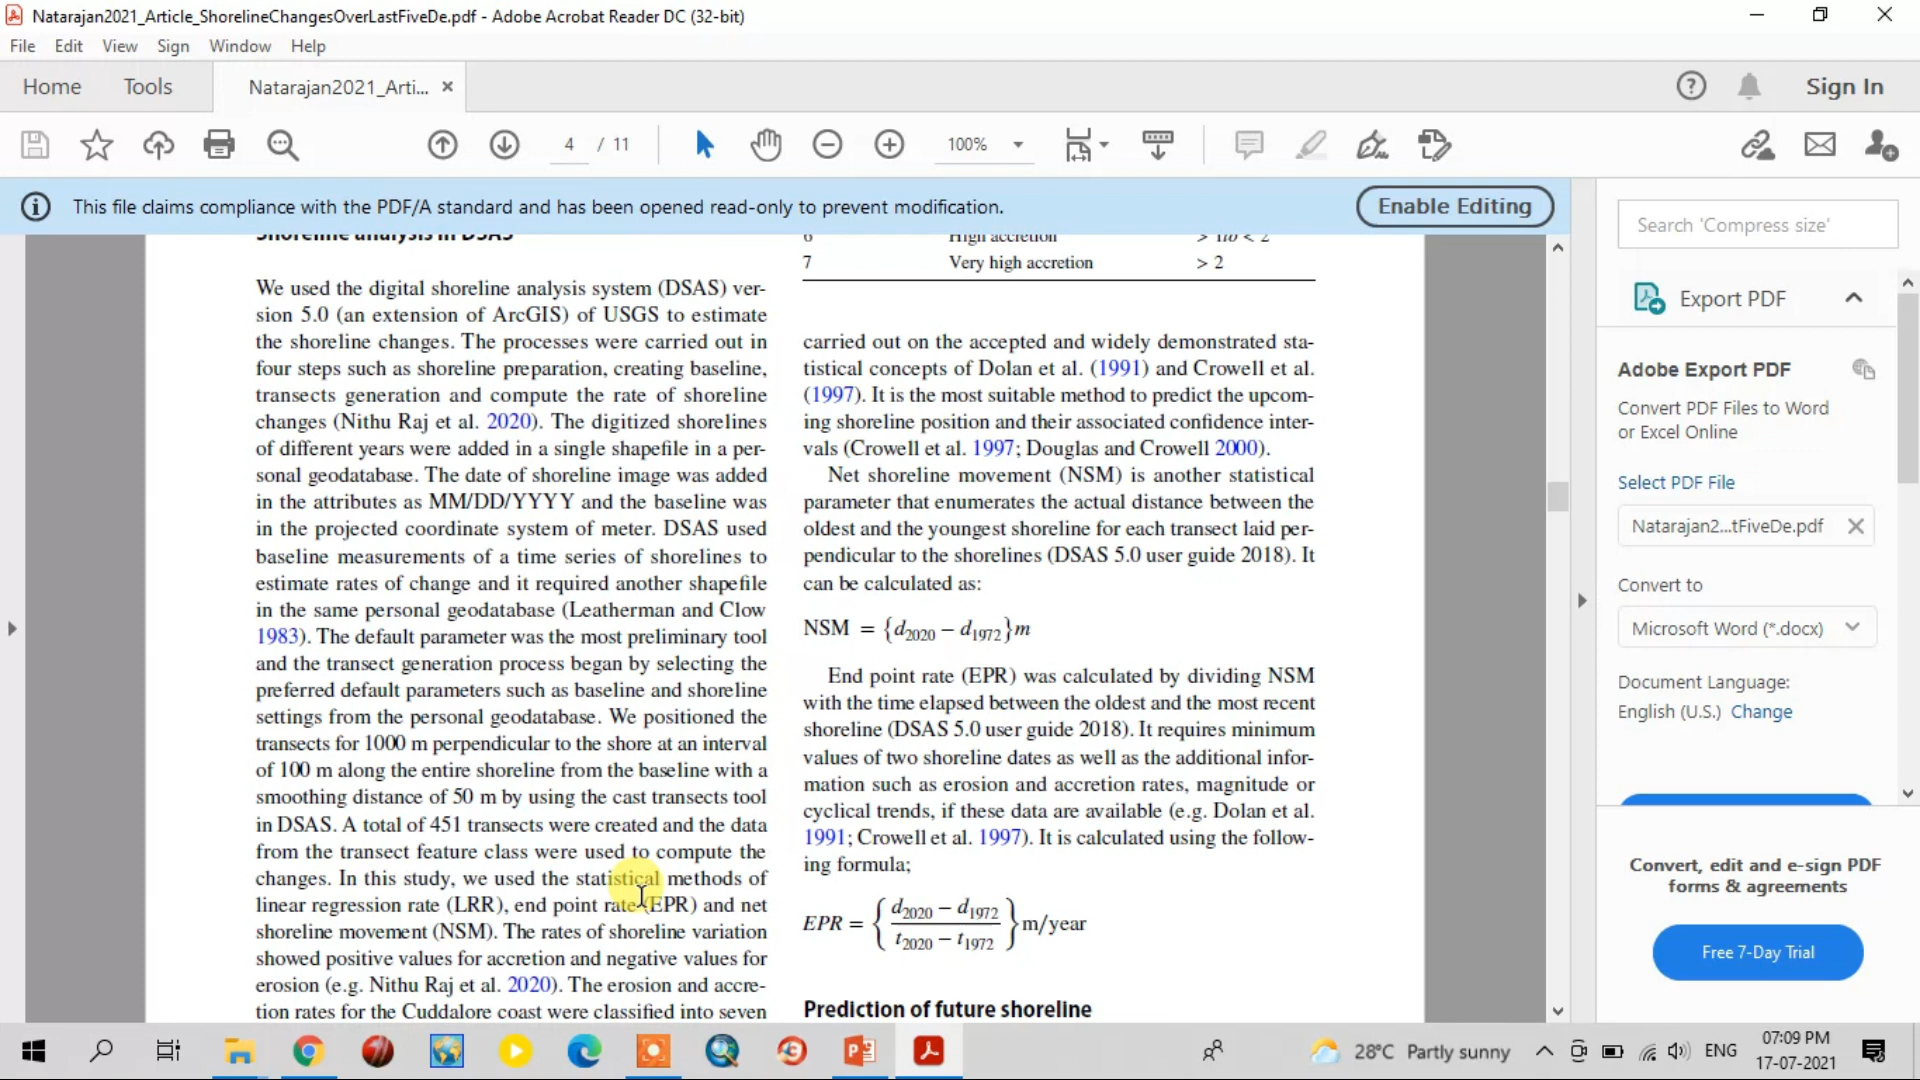 Natarajan2021_Article_ShorelineChangesOverLastFiveDe.pdf - Adobe Acrobat Reader DC (32-bit)
File Edit View Sign Window Help
Home Tools Natarajan2021_Arti... × Sign In
4 / 11 100%
This file claims compliance with the PDF/A standard and has been opened read-only to prevent modification. Enable Editing
Shoreline analysis in DSAS
We used the digital shoreline analysis system (DSAS) ver-
sion 5.0 (an extension of ArcGIS) of USGS to estimate
the shoreline changes. The processes were carried out in
four steps such as shoreline preparation, creating baseline,
transects generation and compute the rate of shoreline
changes (Nithu Raj et al. 2020). The digitized shorelines
of different years were added in a single shapefile in a per-
sonal geodatabase. The date of shoreline image was added
in the attributes as MM/DD/YYYY and the baseline was
in the projected coordinate system of meter. DSAS used
baseline measurements of a time series of shorelines to
estimate rates of change and it required another shapefile
in the same personal geodatabase (Leatherman and Clow
1983). The default parameter was the most preliminary tool
and the transect generation process began by selecting the
preferred default parameters such as baseline and shoreline
settings from the personal geodatabase. We positioned the
transects for 1000 m perpendicular to the shore at an interval
of 100 m along the entire shoreline from the baseline with a
smoothing distance of 50 m by using the cast transects tool
in DSAS. A total of 451 transects were created and the data
from the transect feature class were used to compute the
changes. In this study, we used the statistical methods of
linear regression rate (LRR), end point rate (EPR) and net
shoreline movement (NSM). The rates of shoreline variation
showed positive values for accretion and negative values for
erosion (e.g. Nithu Raj et al. 2020). The erosion and accre-
tion rates for the Cuddalore coast were classified into seven
6 High accretion > 1to < 2
7 Very high accretion > 2
carried out on the accepted and widely demonstrated sta-
tistical concepts of Dolan et al. (1991) and Crowell et al.
(1997). It is the most suitable method to predict the upcom-
ing shoreline position and their associated confidence inter-
vals (Crowell et al. 1997; Douglas and Crowell 2000).
Net shoreline movement (NSM) is another statistical
parameter that enumerates the actual distance between the
oldest and the youngest shoreline for each transect laid per-
pendicular to the shorelines (DSAS 5.0 user guide 2018). It
can be calculated as:
NSM = {d2020 − d1972}m
End point rate (EPR) was calculated by dividing NSM
with the time elapsed between the oldest and the most recent
shoreline (DSAS 5.0 user guide 2018). It requires minimum
values of two shoreline dates as well as the additional infor-
mation such as erosion and accretion rates, magnitude or
cyclical trends, if these data are available (e.g. Dolan et al.
1991; Crowell et al. 1997). It is calculated using the follow-
ing formula;
EPR = { d2020 − d1972 / t2020 − t1972 } m/year
Prediction of future shoreline
Search 'Compress size'
Export PDF
Adobe Export PDF
Convert PDF Files to Word
or Excel Online
Select PDF File
Natarajan2...tFiveDe.pdf
Convert to
Microsoft Word (*.docx)
Document Language:
English (U.S.) Change
Convert, edit and e-sign PDF
forms & agreements
Free 7-Day Trial
28°C Partly sunny ENG
07:09 PM
17-07-2021